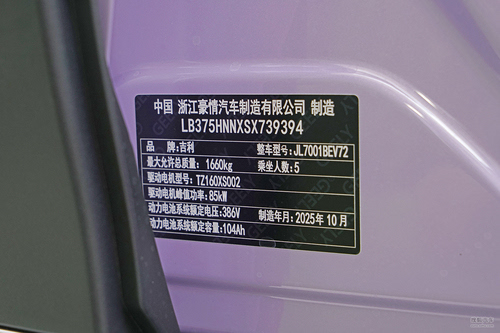 中国 浙江豪情汽车制造有限公司 制造
LB375HNNXSX739394
品 牌:吉利 整车型号:JL7001BEV72
最大允许总质量: 1660kg 乘坐人数:5
驱动电机型号: TZ160XS002
驱动电机峰值功率: 85kW
动力电池系统额定电压: 386V 制造年月: 2025年10月
动力电池系统额定容量: 104Ah